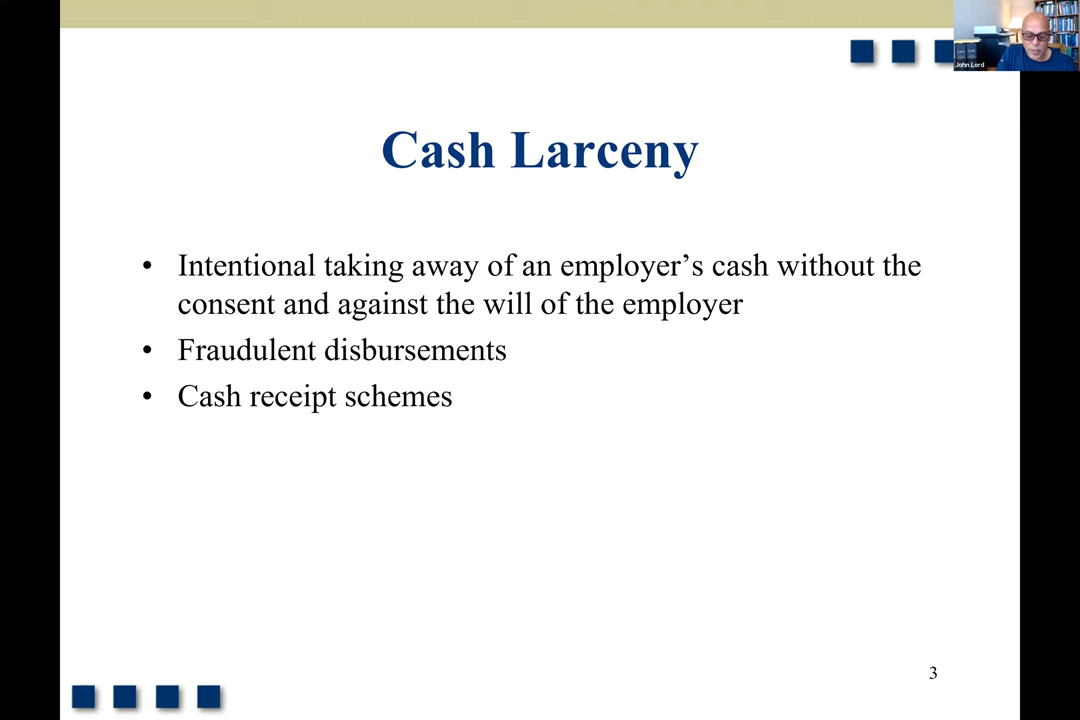 John Lord
Cash Larceny
• Intentional taking away of an employer’s cash without the
consent and against the will of the employer
• Fraudulent disbursements
• Cash receipt schemes
3